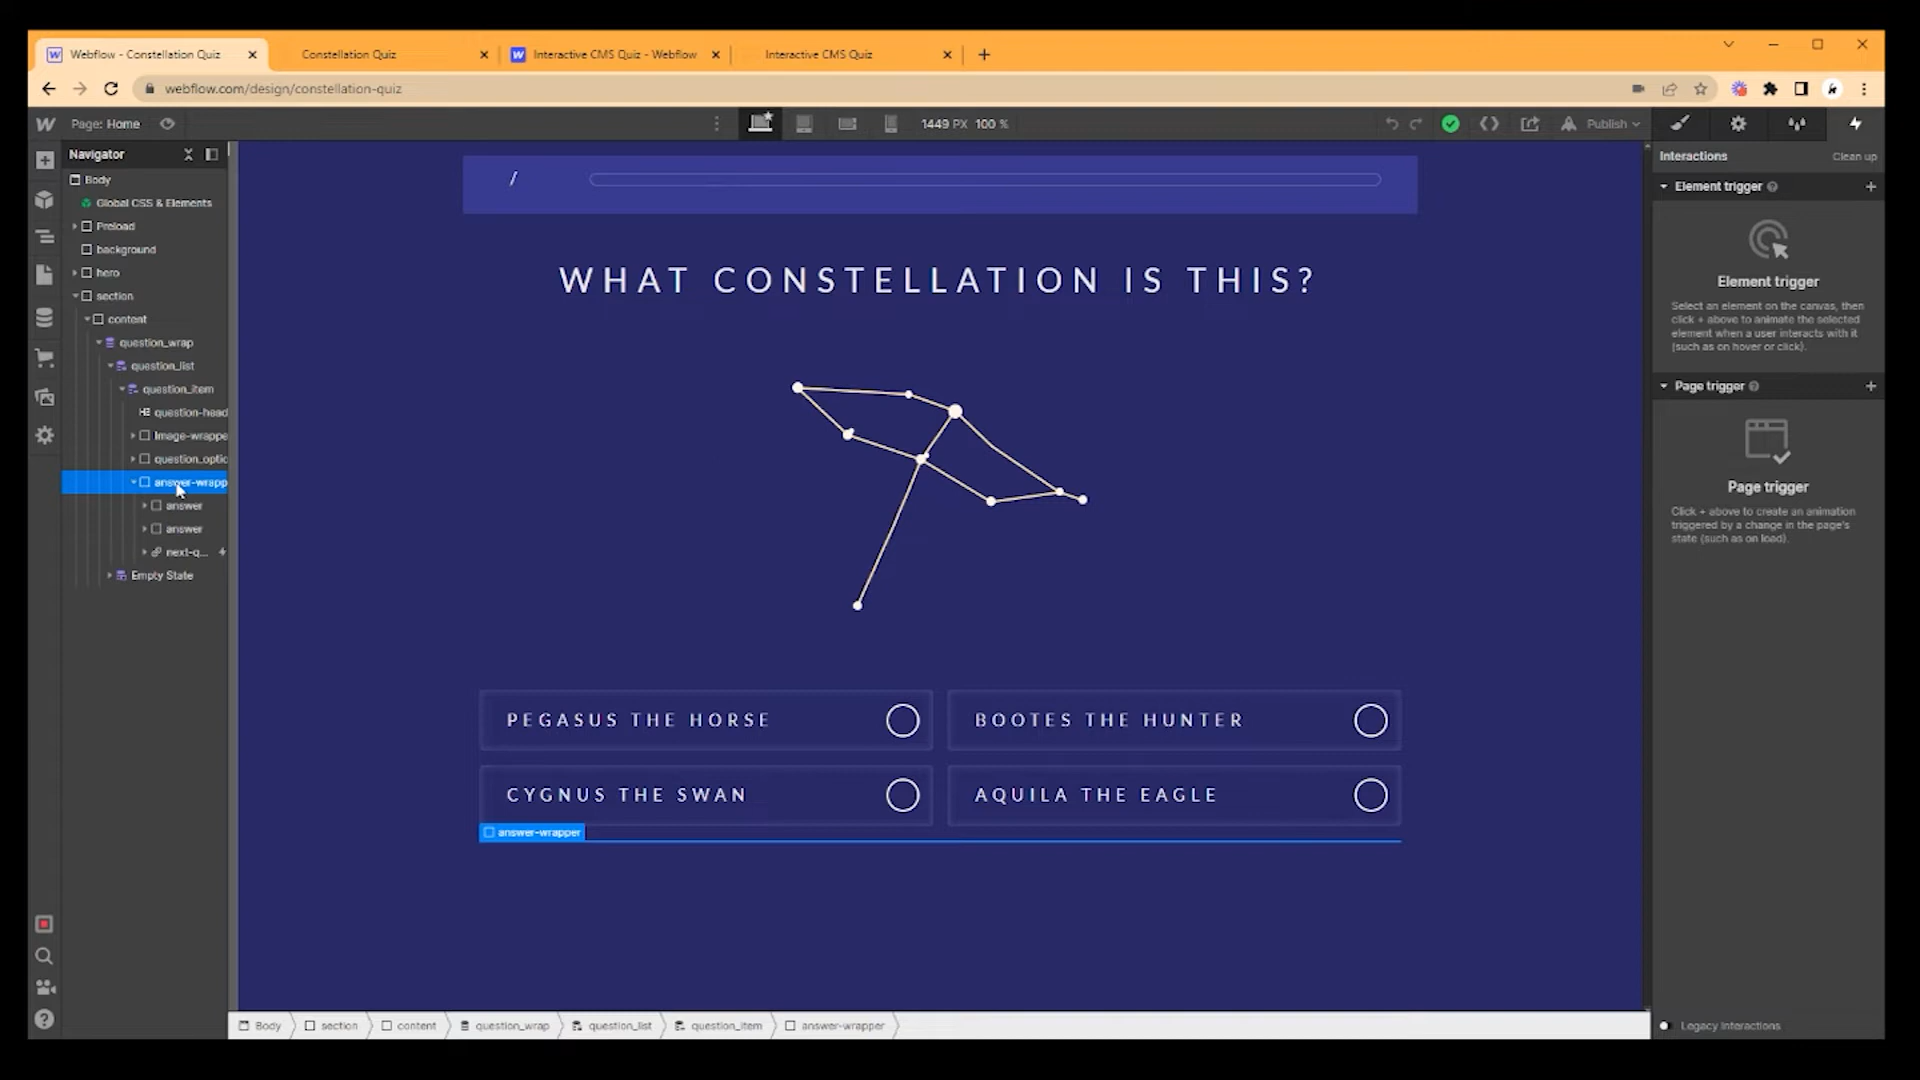 Webflow - Constellation Quiz
Constellation Quiz
Interactive CMS Quiz - Webflow
Interactive CMS Quiz
webflow.com/design/constellation-quiz
Page: Home
1449 PX 100 %
Publish
Navigator
Body
Global CSS & Elements
Preload
background
hero
section
content
question_wrap
question_list
question_item
H2 question-head
Image-wrappe
question_optic
answer-wrapp
answer
answer
next-q...
Empty State
/
WHAT CONSTELLATION IS THIS?
PEGASUS THE HORSE
BOOTES THE HUNTER
CYGNUS THE SWAN
AQUILA THE EAGLE
answer-wrapper
Interactions
Clean up
Element trigger
Element trigger
Select an element on the canvas, then
click + above to animate the selected
element when a user interacts with it
(such as on hover or click).
Page trigger
Page trigger
Click + above to create an animation
triggered by a change in the page's
state (such as on load).
Legacy Interactions
Body
section
content
question_wrap
question_list
question_item
answer-wrapper